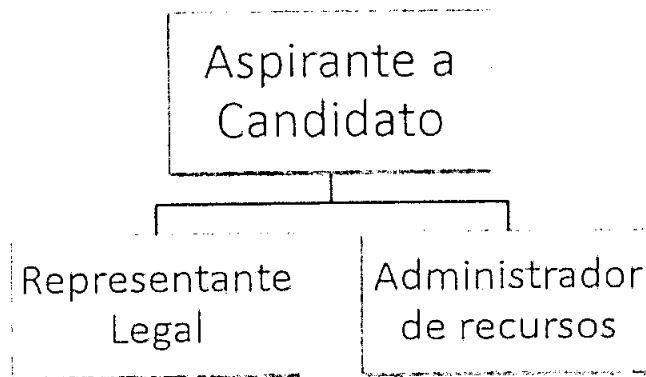 Aspirante a
Candidato
Representante
Legal
Administrador
de recursos